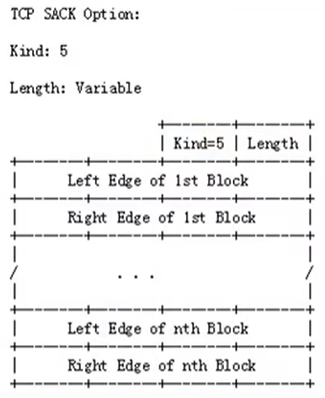 TCP SACK Option:
Kind: 5
Length: Variable
Kind=5 | Length
Left Edge of 1st Block
Right Edge of 1st Block
. . .
Left Edge of nth Block
Right Edge of nth Block